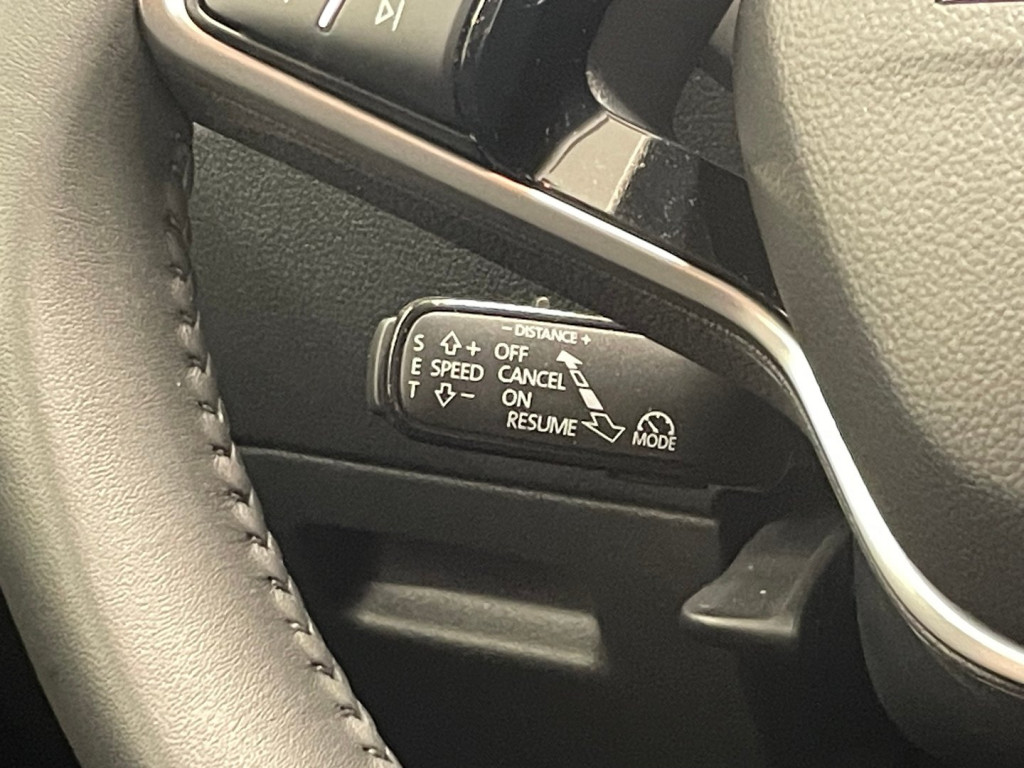 - DISTANCE +
S + OFF
E SPEED CANCEL
T - ON
RESUME
MODE